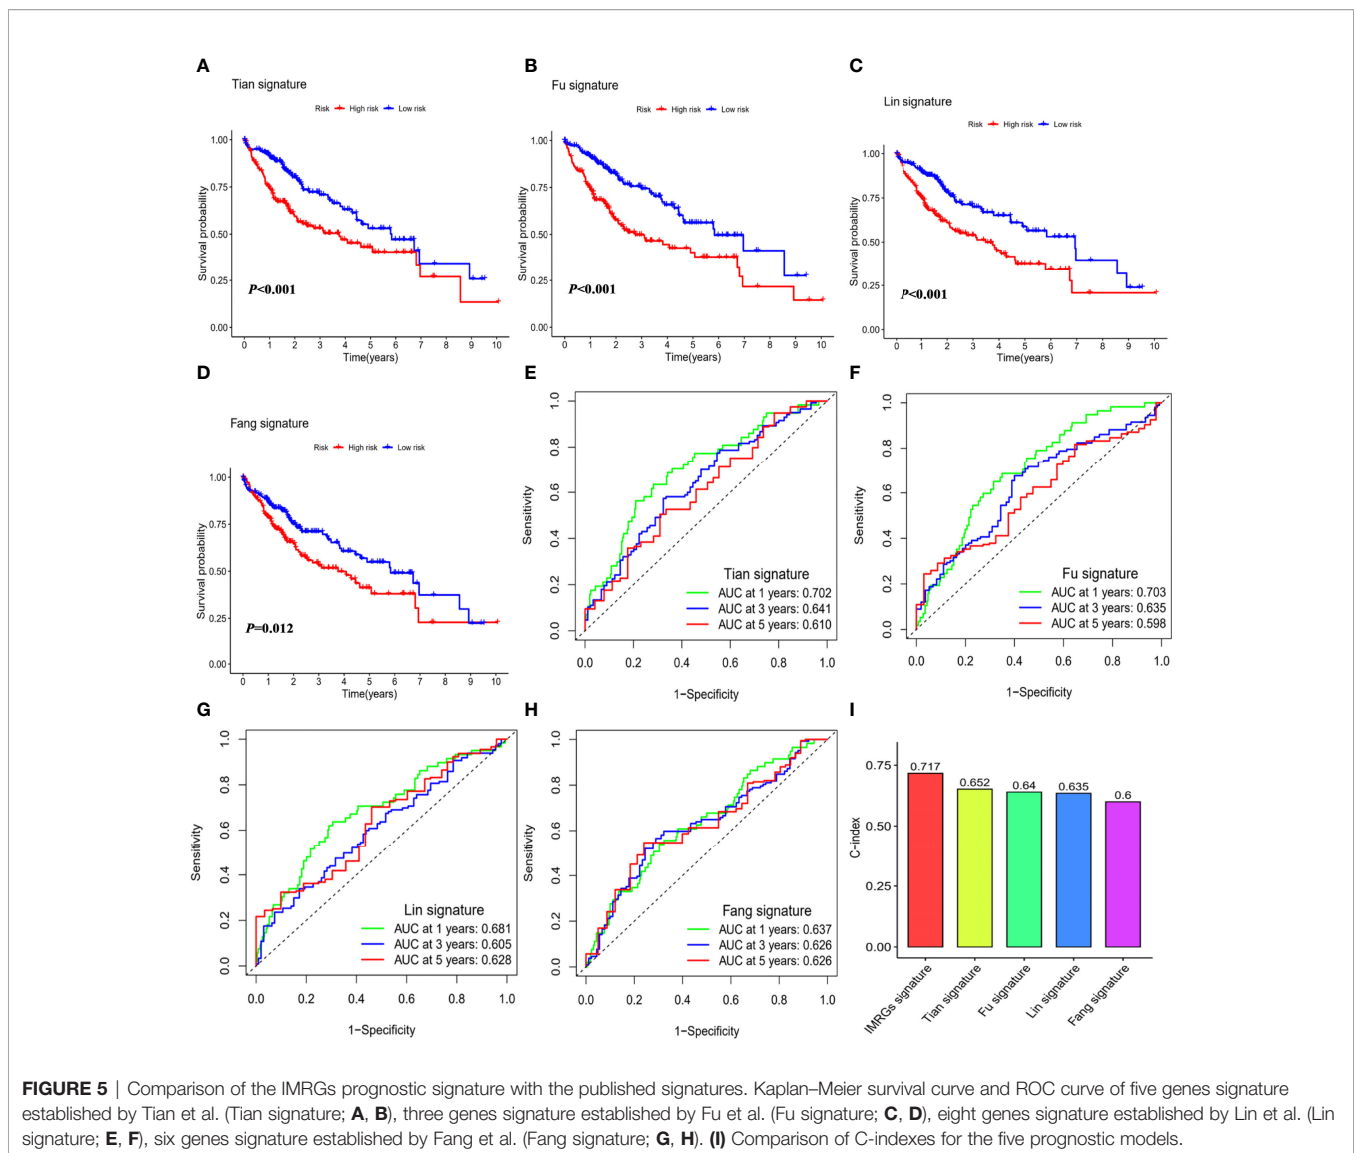 A
Tian signature
Risk High risk Low risk
1.00
0.75
0.50
0.25
0.00
Survival probability
P<0.001
0 1 2 3 4 5 6 7 8 9 10
Time(years)
B
Fu signature
Risk High risk Low risk
1.00
0.75
0.50
0.25
0.00
Survival probability
P<0.001
0 1 2 3 4 5 6 7 8 9 10
Time(years)
C
Lin signature
Risk High risk Low risk
1.00
0.75
0.50
0.25
0.00
Survival probability
P<0.001
0 1 2 3 4 5 6 7 8 9 10
Time(years)
D
Fang signature
Risk High risk Low risk
1.00
0.75
0.50
0.25
0.00
Survival probability
P=0.012
0 1 2 3 4 5 6 7 8 9 10
Time(years)
E
1.0
0.8
0.6
0.4
0.2
0.0
Sensitivity
Tian signature
AUC at 1 years: 0.702
AUC at 3 years: 0.641
AUC at 5 years: 0.610
0.0 0.2 0.4 0.6 0.8 1.0
1−Specificity
F
1.0
0.8
0.6
0.4
0.2
0.0
Sensitivity
Fu signature
AUC at 1 years: 0.703
AUC at 3 years: 0.635
AUC at 5 years: 0.598
0.0 0.2 0.4 0.6 0.8 1.0
1−Specificity
G
1.0
0.8
0.6
0.4
0.2
0.0
Sensitivity
Lin signature
AUC at 1 years: 0.681
AUC at 3 years: 0.605
AUC at 5 years: 0.628
0.0 0.2 0.4 0.6 0.8 1.0
1−Specificity
H
1.0
0.8
0.6
0.4
0.2
0.0
Sensitivity
Fang signature
AUC at 1 years: 0.637
AUC at 3 years: 0.626
AUC at 5 years: 0.626
0.0 0.2 0.4 0.6 0.8 1.0
1−Specificity
I
0.75
0.50
0.25
0.00
C-index
0.717
0.652
0.64
0.635
0.6
IMRGs signature
Tian signature
Fu signature
Lin signature
Fang signature
FIGURE 5 | Comparison of the IMRGs prognostic signature with the published signatures. Kaplan–Meier survival curve and ROC curve of five genes signature
established by Tian et al. (Tian signature; A, B), three genes signature established by Fu et al. (Fu signature; C, D), eight genes signature established by Lin et al. (Lin
signature; E, F), six genes signature established by Fang et al. (Fang signature; G, H). (I) Comparison of C-indexes for the five prognostic models.